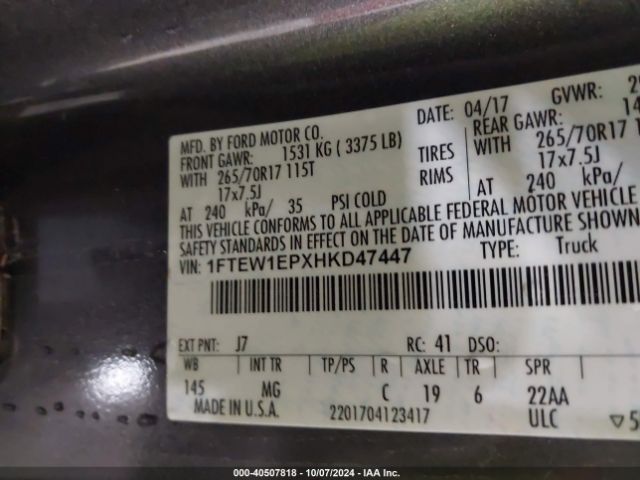 MFD. BY FORD MOTOR CO.
DATE: 04/17
GVWR:
FRONT GAWR: 1531 KG ( 3375 LB)
REAR GAWR:
WITH 265/70R17 115T
TIRES
WITH 265/70R17
17x7.5J
RIMS
17x7.5J
AT 240 kPa/ 35 PSI COLD
AT 240 kPa/
THIS VEHICLE CONFORMS TO ALL APPLICABLE FEDERAL MOTOR VEHICLE
SAFETY STANDARDS IN EFFECT ON THE DATE OF MANUFACTURE SHOWN
VIN: 1FTEW1EPXHKD47447
TYPE: Truck
EXT PNT: J7
RC: 41 DSO:
WB INT TR TP/PS R AXLE TR SPR
145 MG C 19 6 22AA
MADE IN U.S.A.
2201704123417
ULC
000-40507818 - 10/07/2024 - IAA Inc.